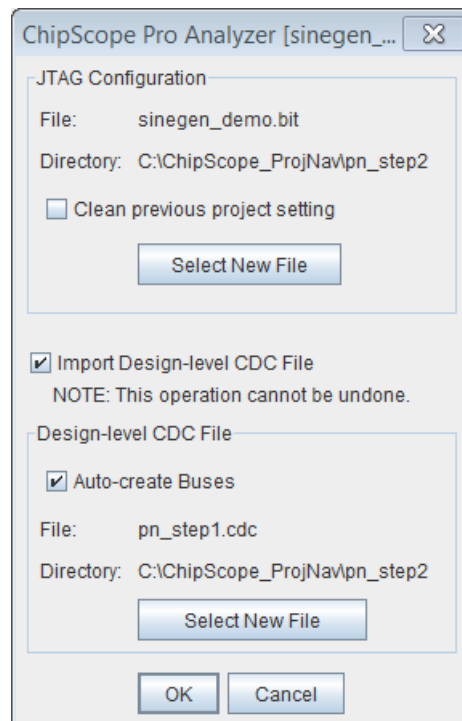 ChipScope Pro Analyzer [sinegen_...
JTAG Configuration
File: sinegen_demo.bit
Directory: C:\ChipScope_ProjNav\pn_step2
Clean previous project setting
Select New File
Import Design-level CDC File
NOTE: This operation cannot be undone.
Design-level CDC File
Auto-create Buses
File: pn_step1.cdc
Directory: C:\ChipScope_ProjNav\pn_step2
Select New File
OK Cancel